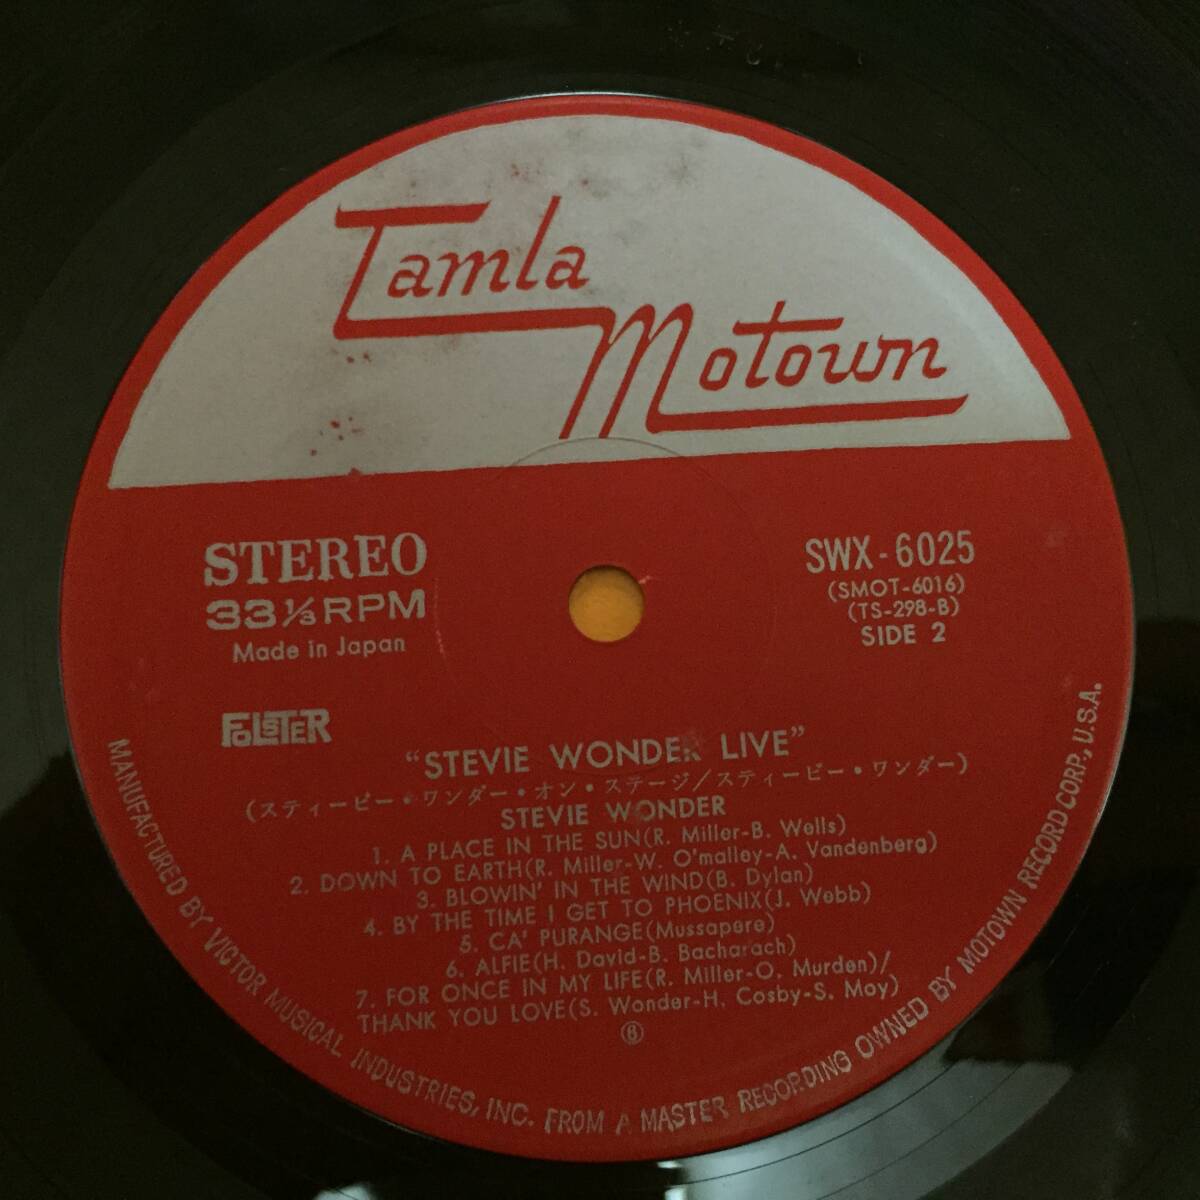 Tamla
Motown
STEREO
33 1/3 RPM
Made in Japan
SWX-6025
(SMOT-6016)
(TS-298-B)
SIDE 2
FOLSTER
"STEVIE WONDER LIVE"
(スティービー・ワンダー・オン・ステージ/スティービー・ワンダー)
STEVIE WONDER
1. A PLACE IN THE SUN(R. Miller-B. Wells)
2. DOWN TO EARTH(R. Miller-W. O'malley-A. Vandenberg)
3. BLOWIN' IN THE WIND(B. Dylan)
4. BY THE TIME I GET TO PHOENIX(J. Webb)
5. CA' PURANGE(Mussapere)
6. ALFIE(H. David-B. Bacharach)
7. FOR ONCE IN MY LIFE(R. Miller-O. Murden)/
THANK YOU LOVE(S. Wonder-H. Cosby-S. Moy)
MANUFACTURED BY VICTOR MUSICAL INDUSTRIES, INC. FROM A MASTER RECORDING OWNED BY MOTOWN RECORD CORP., U.S.A.